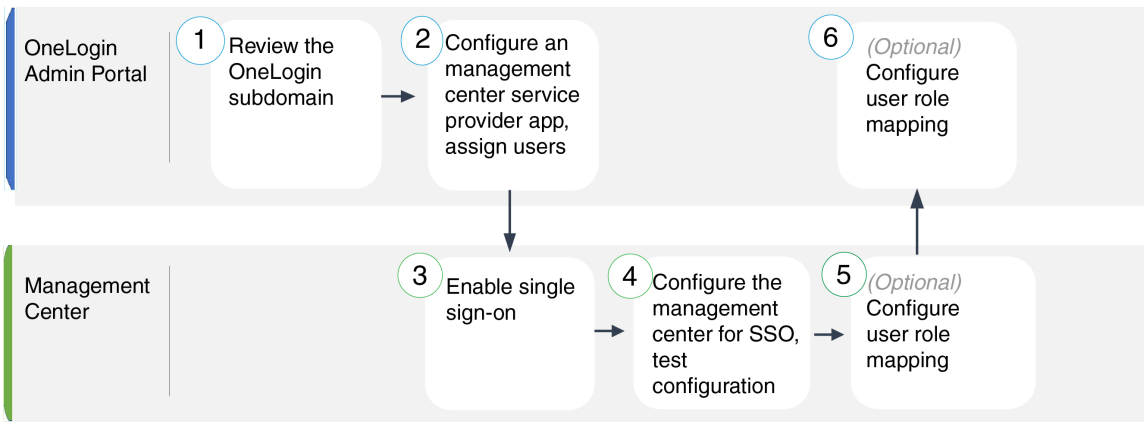 OneLogin
Admin Portal
1
Review the
OneLogin
subdomain
2
Configure an
management
center service
provider app,
assign users
6
(Optional)
Configure
user role
mapping
Management
Center
3
Enable single
sign-on
4
Configure the
management
center for SSO,
test
configuration
5
(Optional)
Configure
user role
mapping